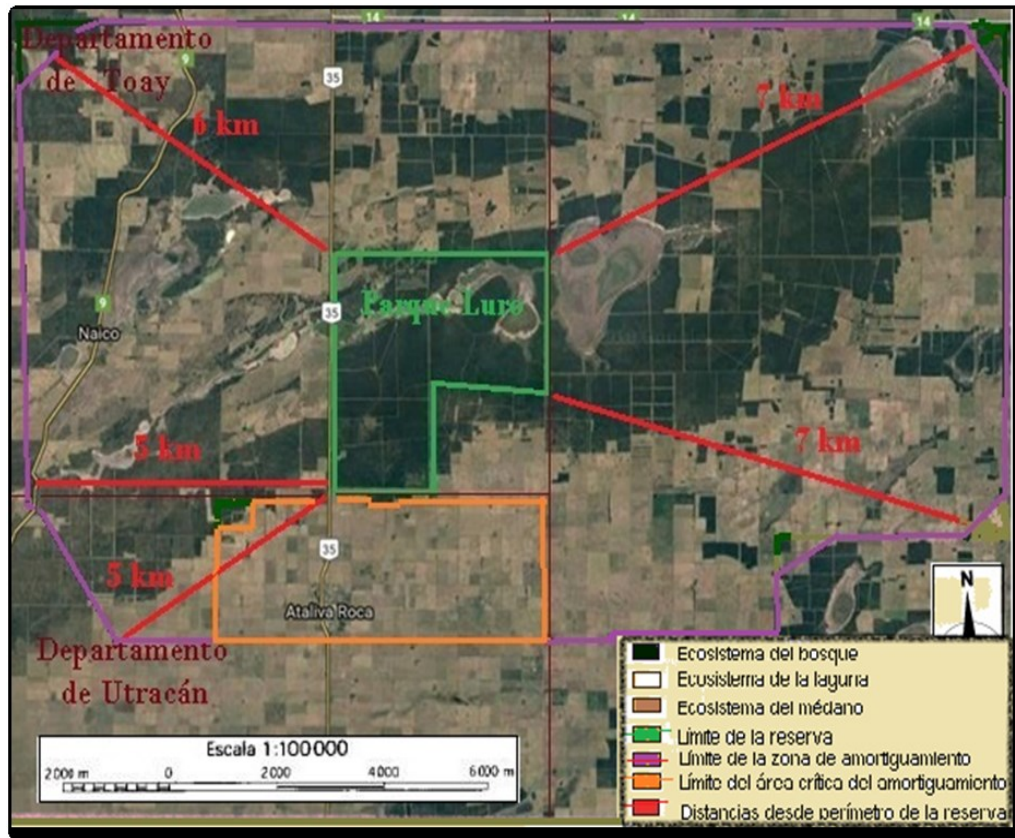 14
14
14
Departamento
de Toay
9
35
6 km
7 km
Parque Luro
35
9
Naico
5 km
7 km
35
5 km
Ataliva Roca
Departamento
de Utracán
N
Ecosistema del bosque
Ecosistema de la laguna
Ecosistema del médano
Límite de la reserva
Límite de la zona de amortiguamiento
Límite del área crítica del amortiguamiento
Distancias desde perímetro de la reserva
Escala 1:100000
2000 m 0 2000 4000 6000 m